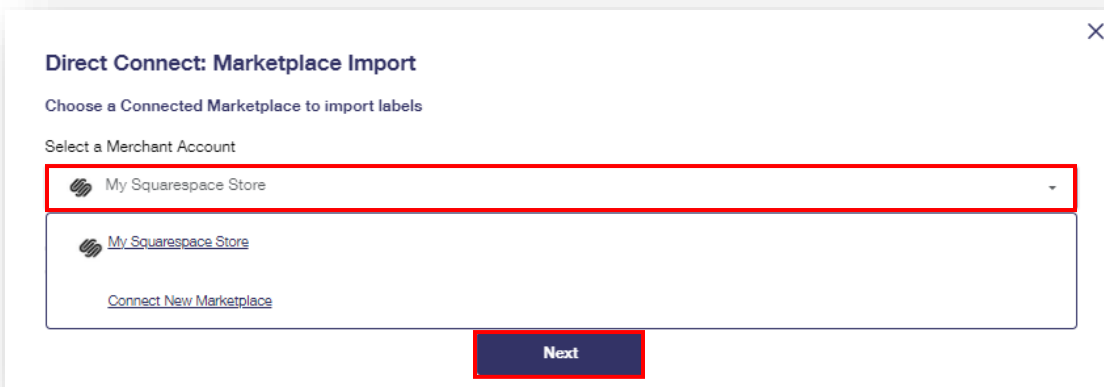 Direct Connect: Marketplace Import
Choose a Connected Marketplace to import labels
Select a Merchant Account
My Squarespace Store
My Squarespace Store
Connect New Marketplace
Next